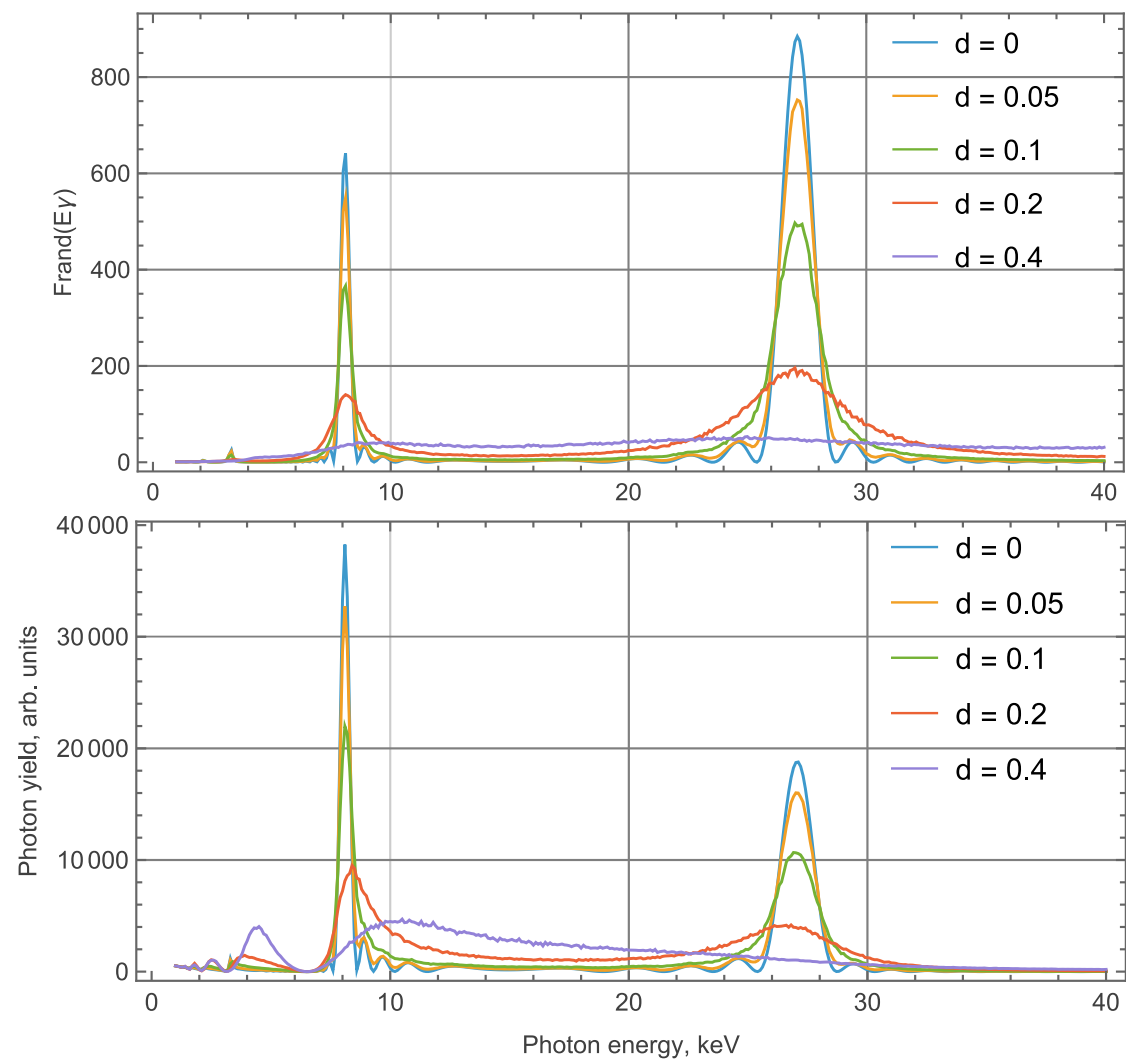 800
600
400
200
0
Frand(Eγ)
d = 0
d = 0.05
d = 0.1
d = 0.2
d = 0.4
0 10 20 30 40
40 000
30 000
20 000
10 000
0
Photon yield, arb. units
d = 0
d = 0.05
d = 0.1
d = 0.2
d = 0.4
0 10 20 30 40
Photon energy, keV